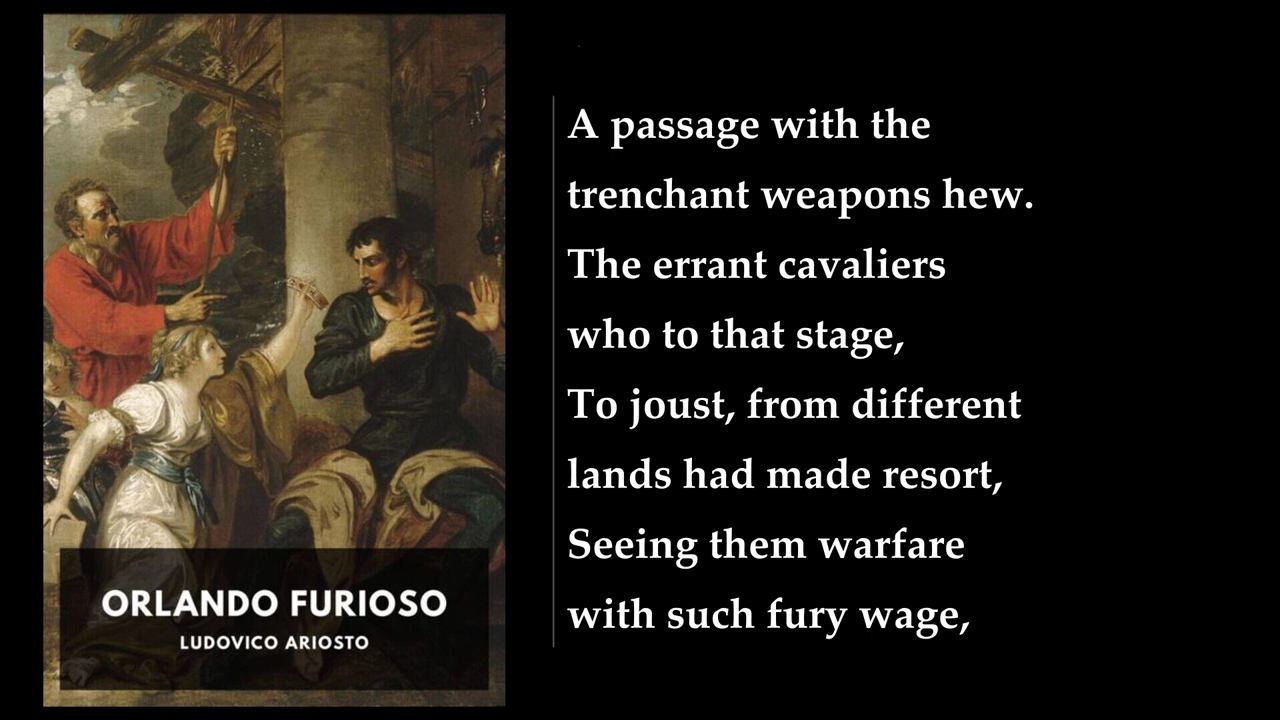 ORLANDO FURIOSO
LUDOVICO ARIOSTO
A passage with the
trenchant weapons hew.
The errant cavaliers
who to that stage,
To joust, from different
lands had made resort,
Seeing them warfare
with such fury wage,